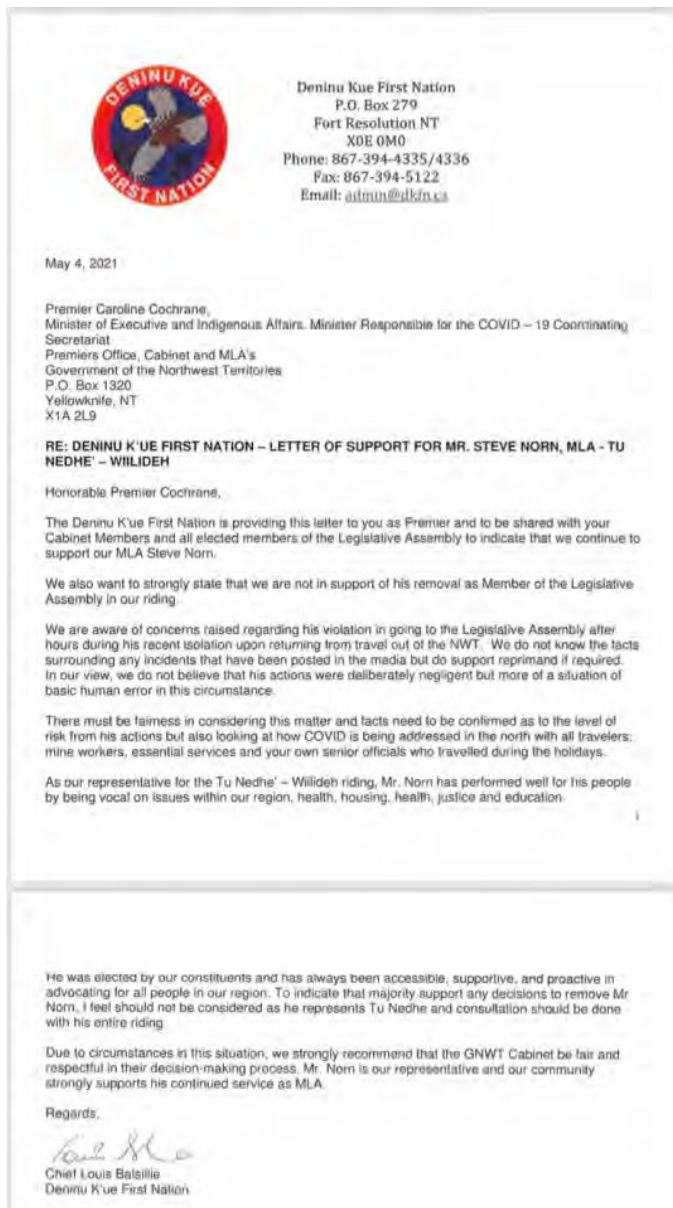 DENINU KUE
FIRST NATION
Deninu Kue First Nation
P.O. Box 279
Fort Resolution NT
X0E 0M0
Phone: 867-394-4335/4336
Fax: 867-394-5122
Email: admin@dkfn.ca
May 4, 2021
Premier Caroline Cochrane,
Minister of Executive and Indigenous Affairs. Minister Responsible for the COVID – 19 Coordinating
Secretariat
Premiers Office, Cabinet and MLA's
Government of the Northwest Territories
P.O. Box 1320
Yellowknife, NT
X1A 2L9
RE: DENINU K'UE FIRST NATION – LETTER OF SUPPORT FOR MR. STEVE NORN, MLA - TU
NEDHE' – WIILIDEH
Honorable Premier Cochrane,
The Deninu K'ue First Nation is providing this letter to you as Premier and to be shared with your
Cabinet Members and all elected members of the Legislative Assembly to indicate that we continue to
support our MLA Steve Norn.
We also want to strongly state that we are not in support of his removal as Member of the Legislative
Assembly in our riding.
We are aware of concerns raised regarding his violation in going to the Legislative Assembly after
hours during his recent isolation upon returning from travel out of the NWT. We do not know the facts
surrounding any incidents that have been posted in the media but do support reprimand if required.
In our view, we do not believe that his actions were deliberately negligent but more of a situation of
basic human error in this circumstance.
There must be fairness in considering this matter and facts need to be confirmed as to the level of
risk from his actions but also looking at how COVID is being addressed in the north with all travelers;
mine workers, essential services and your own senior officials who travelled during the holidays.
As our representative for the Tu Nedhe' – Wiilideh riding, Mr. Norn has performed well for his people
by being vocal on issues within our region, health, housing, health, justice and education.
1
He was elected by our constituents and has always been accessible, supportive, and proactive in
advocating for all people in our region. To indicate that majority support any decisions to remove Mr
Norn, I feel should not be considered as he represents Tu Nedhe and consultation should be done
with his entire riding.
Due to circumstances in this situation, we strongly recommend that the GNWT Cabinet be fair and
respectful in their decision-making process. Mr. Norn is our representative and our community
strongly supports his continued service as MLA.
Regards,
Chief Louis Balsillie
Deninu K'ue First Nation